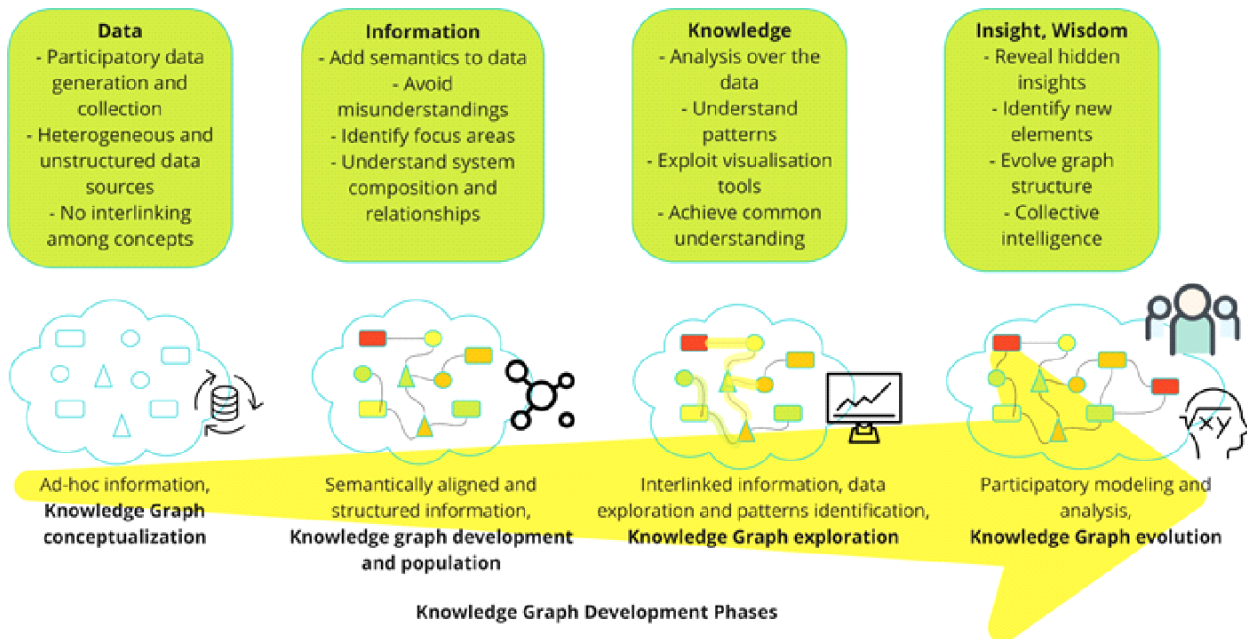 Data
- Participatory data
generation and
collection
- Heterogeneous and
unstructured data
sources
- No interlinking
among concepts
Information
- Add semantics to data
- Avoid
misunderstandings
- Identify focus areas
- Understand system
composition and
relationships
Knowledge
- Analysis over the
data
- Understand
patterns
- Exploit visualisation
tools
- Achieve common
understanding
Insight, Wisdom
- Reveal hidden
insights
- Identify new
elements
- Evolve graph
structure
- Collective
intelligence
√xy
Ad-hoc information,
Knowledge Graph
conceptualization
Semantically aligned and
structured information,
Knowledge graph development
and population
Interlinked information, data
exploration and patterns identification,
Knowledge Graph exploration
Participatory modeling and
analysis,
Knowledge Graph evolution
Knowledge Graph Development Phases